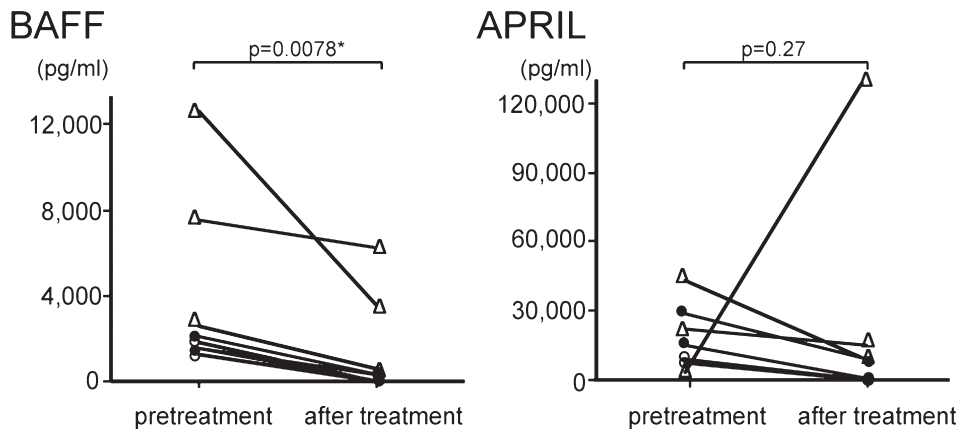 BAFF
(pg/ml)
p=0.0078*
12,000
8,000
4,000
0
pretreatment
after treatment
APRIL
(pg/ml)
p=0.27
120,000
90,000
60,000
30,000
0
pretreatment
after treatment